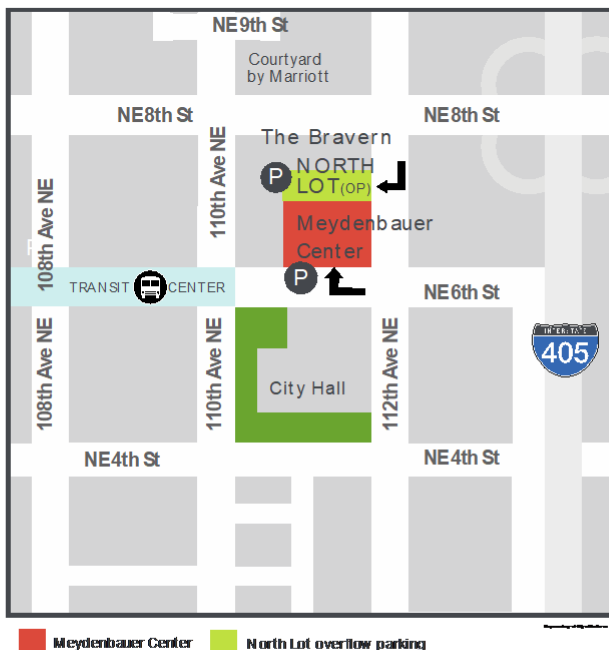 NE9th St
Courtyard
by Marriott
NE8th St
NE8th St
The Bravern
P
NORTH
LOT(OP)
110th Ave NE
108th Ave NE
Meydenbauer
Center
P
TRANSIT
CENTER
NE6th St
INTERSTATE
405
108th Ave NE
110th Ave NE
City Hall
112th Ave NE
NE4th St
NE4th St
Meydenbauer Center
North Lot overflow parking